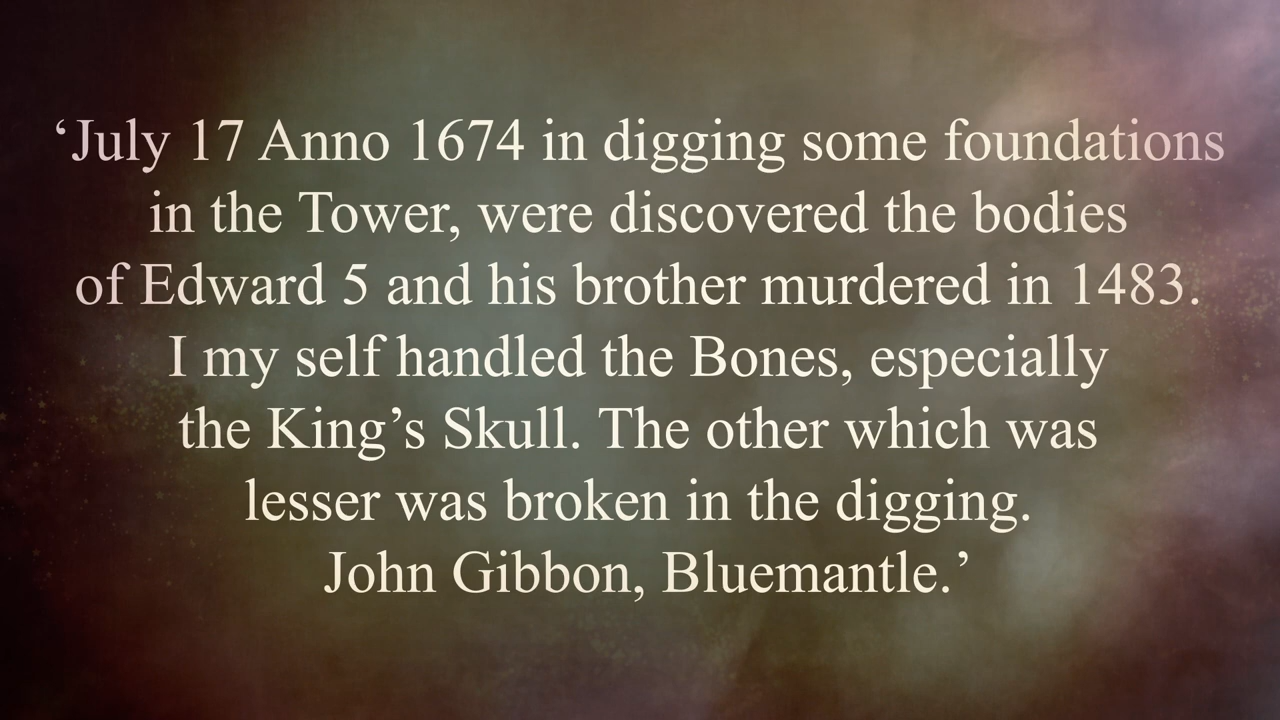 ‘July 17 Anno 1674 in digging some foundations
in the Tower, were discovered the bodies
of Edward 5 and his brother murdered in 1483.
I my self handled the Bones, especially
the King’s Skull. The other which was
lesser was broken in the digging.
John Gibbon, Bluemantle.’